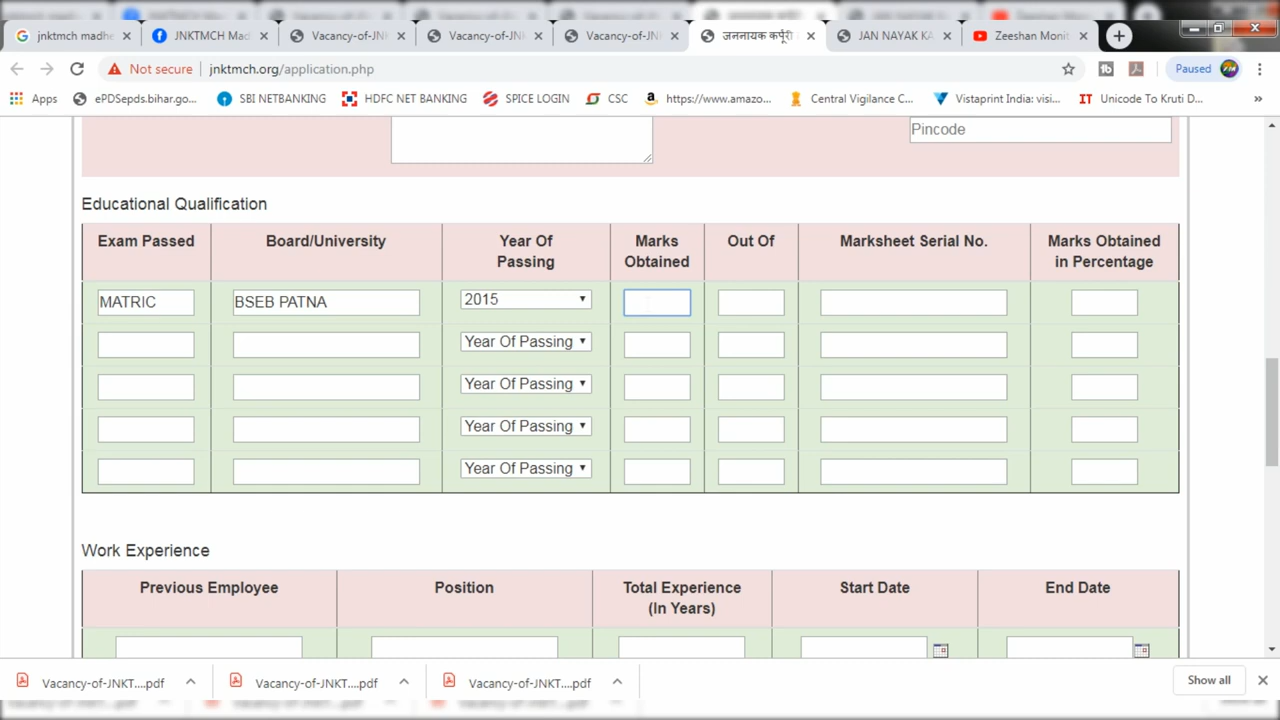 jnktmch madhe
JNKTMCH Mad
Vacancy-of-JN
Vacancy-of-JN
Vacancy-of-JN
जननायक कर्पूरी
JAN NAYAK KA
Zeeshan Monit
Not secure
jnktmch.org/application.php
Paused
Apps
ePDSepds.bihar.go...
SBI NETBANKING
HDFC NET BANKING
SPICE LOGIN
CSC
https://www.amazo...
Central Vigilance C...
Vistaprint India: visi...
IT Unicode To Kruti D...
Pincode
Educational Qualification
Exam Passed
Board/University
Year Of
Passing
Marks
Obtained
Out Of
Marksheet Serial No.
Marks Obtained
in Percentage
MATRIC
BSEB PATNA
2015
Year Of Passing
Year Of Passing
Year Of Passing
Year Of Passing
Work Experience
Previous Employee
Position
Total Experience
(In Years)
Start Date
End Date
Vacancy-of-JNKT....pdf
Vacancy-of-JNKT....pdf
Vacancy-of-JNKT....pdf
Show all